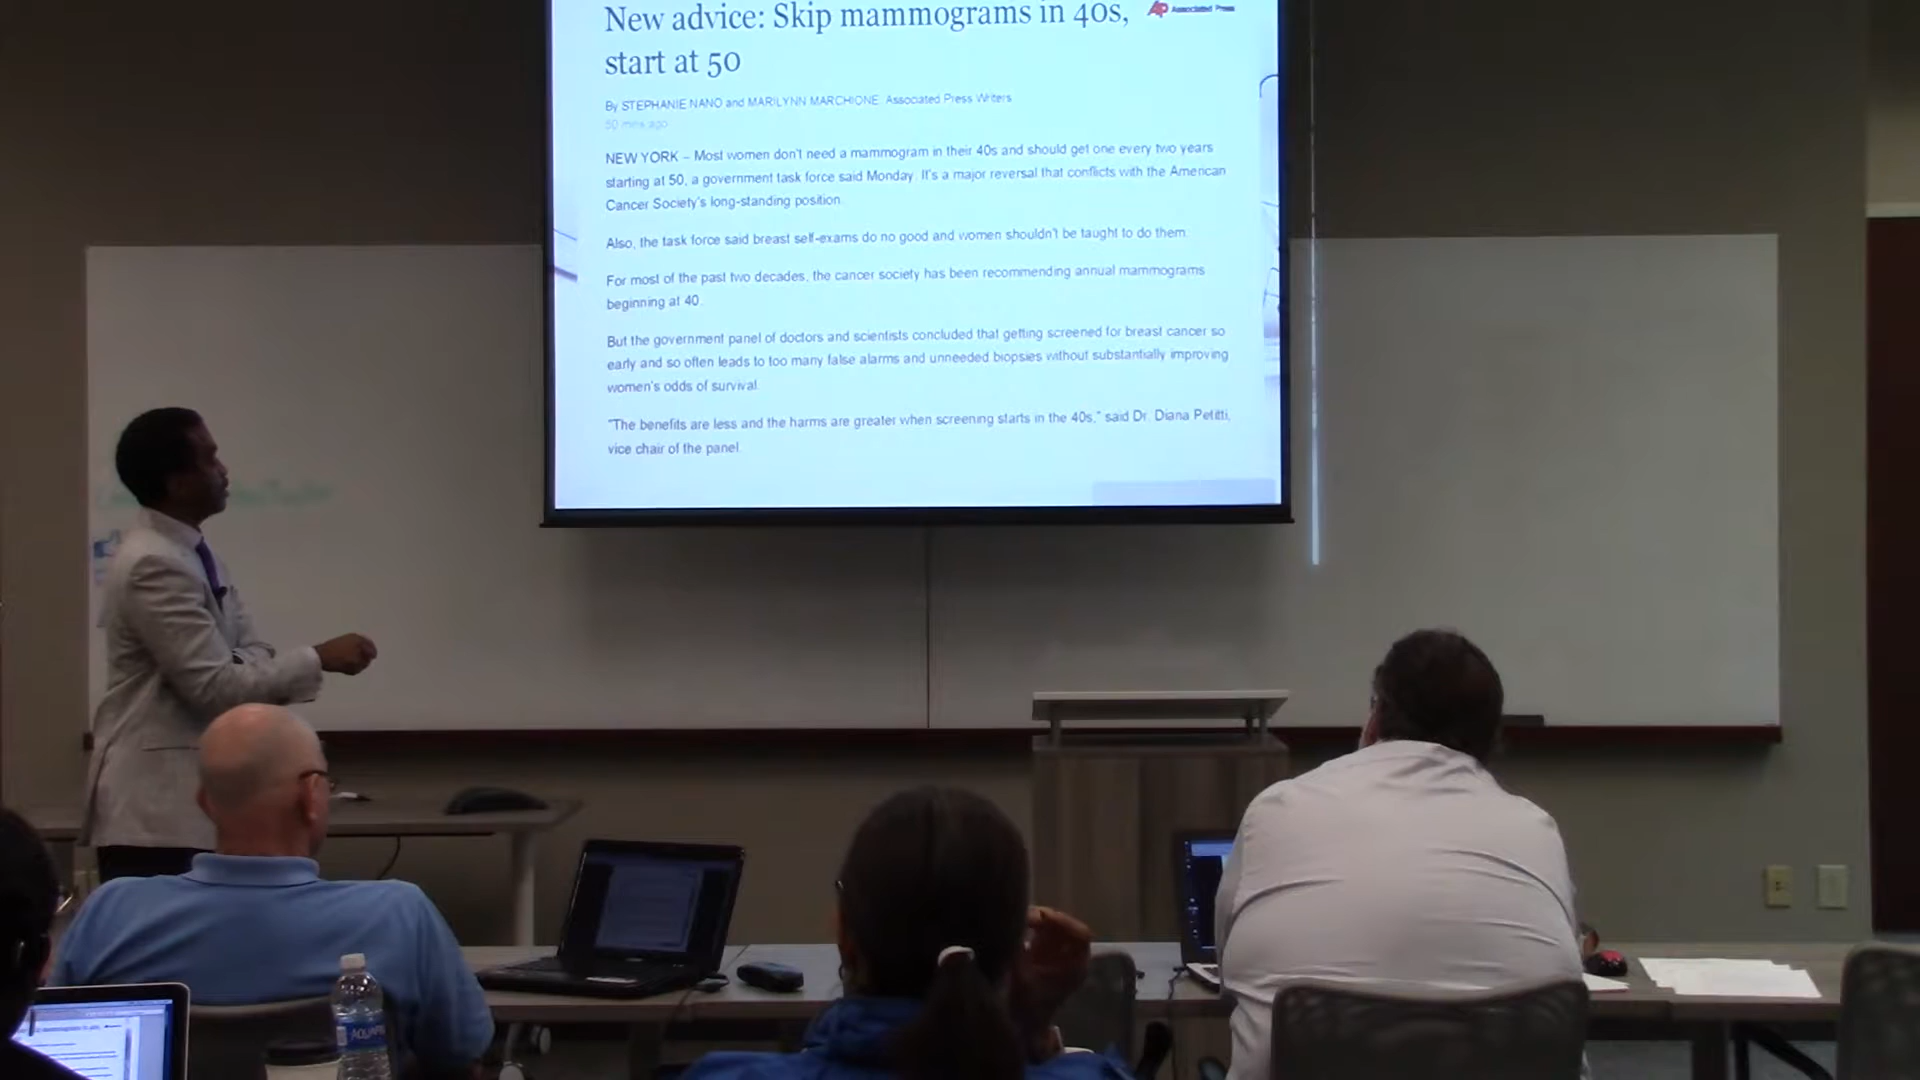 New advice: Skip mammograms in 40s,
AP Associated Press
start at 50
By STEPHANIE NANO and MARILYNN MARCHIONE, Associated Press Writers
50 mins ago
NEW YORK – Most women don't need a mammogram in their 40s and should get one every two years
starting at 50, a government task force said Monday. It's a major reversal that conflicts with the American
Cancer Society's long-standing position.
Also, the task force said breast self-exams do no good and women shouldn't be taught to do them.
For most of the past two decades, the cancer society has been recommending annual mammograms
beginning at 40.
But the government panel of doctors and scientists concluded that getting screened for breast cancer so
early and so often leads to too many false alarms and unneeded biopsies without substantially improving
women's odds of survival.
"The benefits are less and the harms are greater when screening starts in the 40s," said Dr. Diana Petitti,
vice chair of the panel.